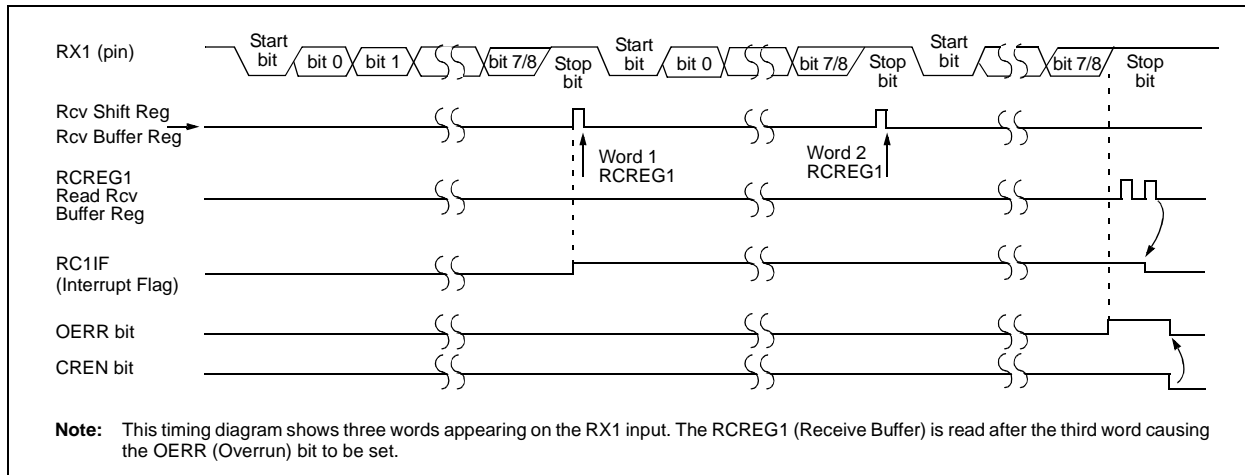 RX1 (pin)
Start bit
bit 0
bit 1
bit 7/8
Stop bit
Start bit
bit 0
bit 7/8
Stop bit
Start bit
bit 7/8
Stop bit
Rcv Shift Reg
Rcv Buffer Reg
Word 1
RCREG1
Word 2
RCREG1
RCREG1
Read Rcv
Buffer Reg
RC1IF
(Interrupt Flag)
OERR bit
CREN bit
Note: This timing diagram shows three words appearing on the RX1 input. The RCREG1 (Receive Buffer) is read after the third word causing
the OERR (Overrun) bit to be set.